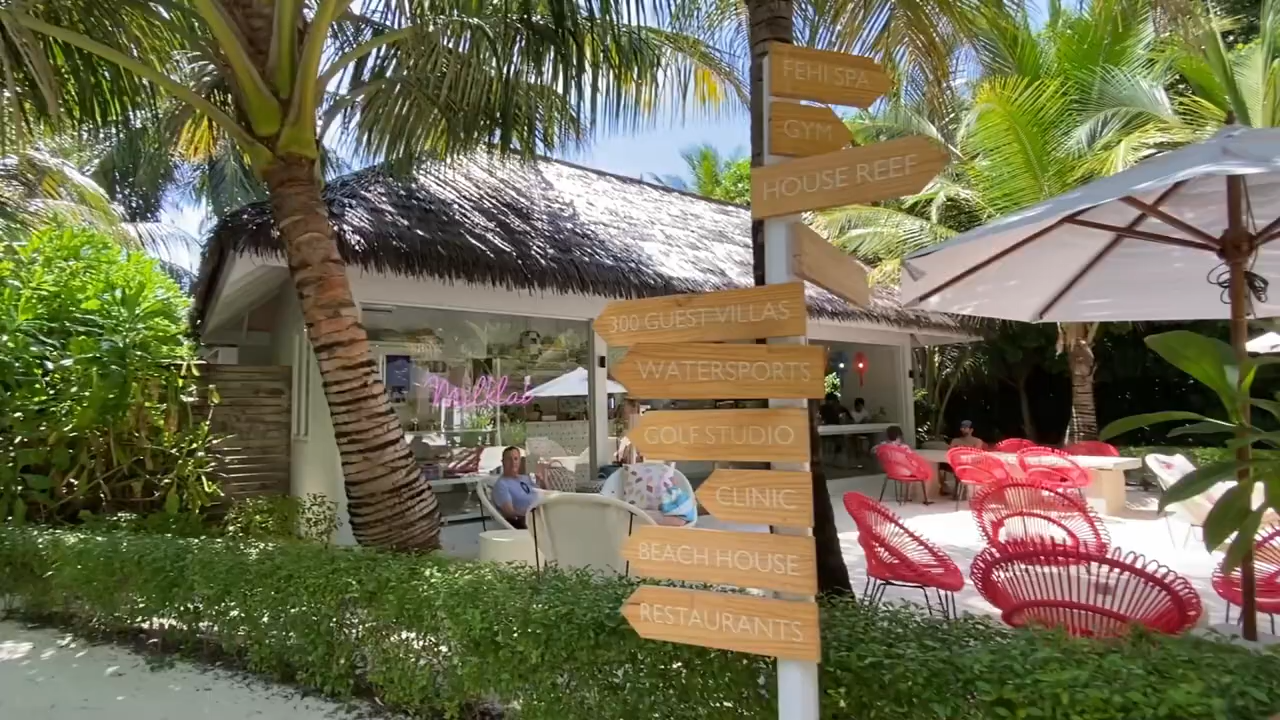 FEHI SPA
GYM
HOUSE REEF
300 GUEST VILLAS
WATERSPORTS
GOLF STUDIO
CLINIC
BEACH HOUSE
RESTAURANTS